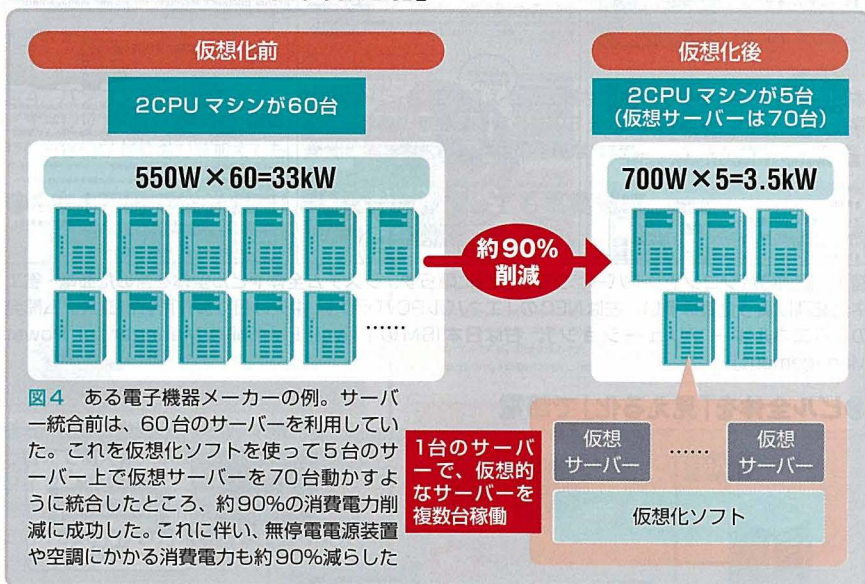 仮想化前
2CPU マシンが60台
550W×60=33kW
……
約90%
削減
仮想化後
2CPU マシンが5台
(仮想サーバーは70台)
700W×5=3.5kW
図4 ある電子機器メーカーの例。サーバ
ー統合前は、60台のサーバーを利用してい
た。これを仮想化ソフトを使って5台のサ
ーバー上で仮想サーバーを70台動かすよ
うに統合したところ、約90%の消費電力削
減に成功した。これに伴い、無停電電源装置
や空調にかかる消費電力も約90%減らした
1台のサーバ
ーで、仮想的
なサーバーを
複数台稼働
仮想
サーバー
……
仮想
サーバー
仮想化ソフト